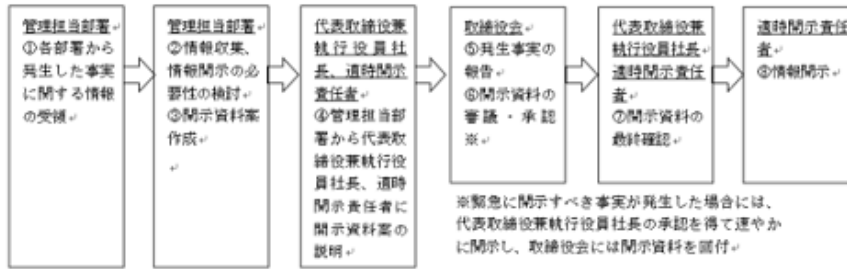 管理担当部署
①各部署から
発生した事実
に関する情報
の受領
管理担当部署
②情報収集、
情報開示の必
要性の検討
③開示資料案
作成
代表取締役兼
執行役員社
長、適時開示
責任者
④管理担当部
署から代表取
締役兼執行役
員社長、適時
開示責任者に
開示資料案の
説明
取締役会
⑤発生事実の
報告
⑥開示資料の
審議・承認
※
代表取締役兼
執行役員社長
適時開示責任
者
⑦開示資料の
最終確認
適時開示責任
者
⑧情報開示
※緊急に開示すべき事実が発生した場合には、
代表取締役兼執行役員社長の承認を得て速やか
に開示し、取締役会には開示資料を回付